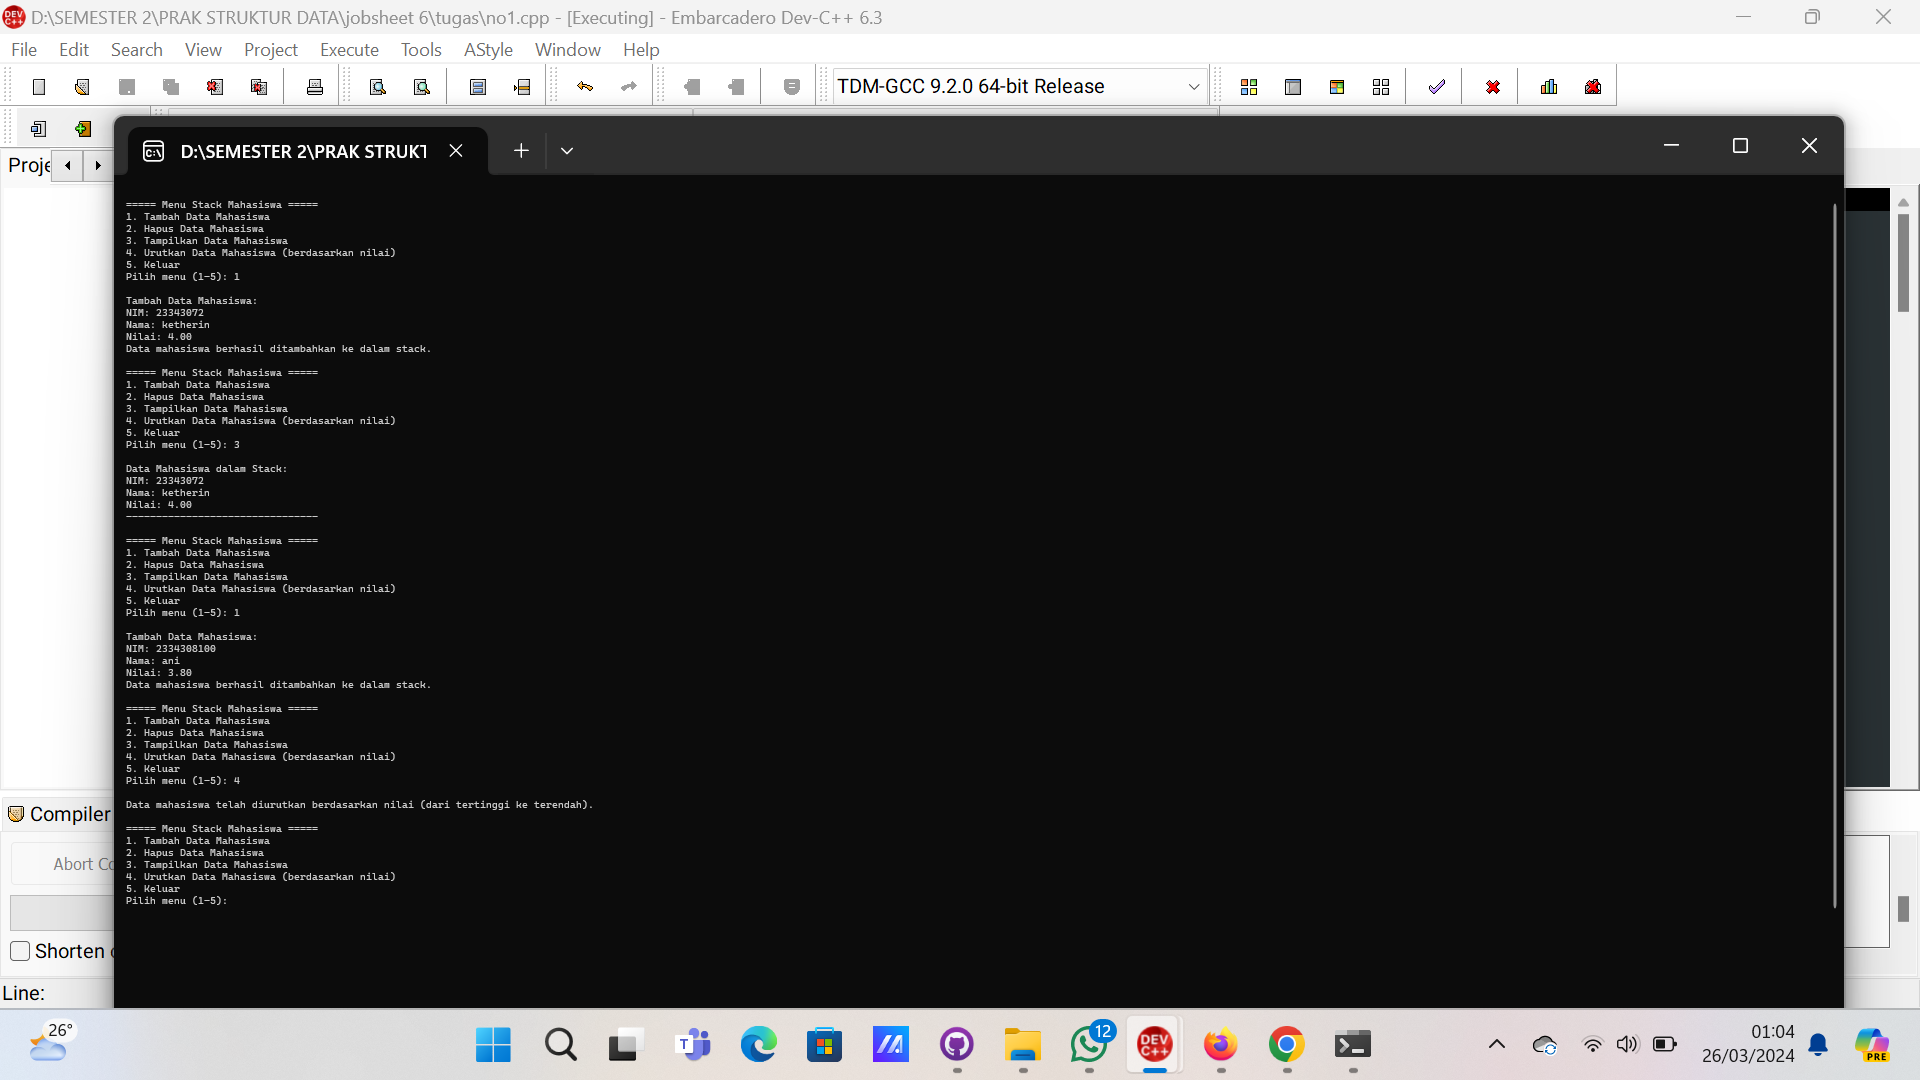 D:\SEMESTER 2\PRAK STRUKTUR DATA\jobsheet 6\tugas\no1.cpp - [Executing] - Embarcadero Dev-C++ 6.3
File Edit Search View Project Execute Tools AStyle Window Help
TDM-GCC 9.2.0 64-bit Release
D:\SEMESTER 2\PRAK STRUKT
Proje
===== Menu Stack Mahasiswa =====
1. Tambah Data Mahasiswa
2. Hapus Data Mahasiswa
3. Tampilkan Data Mahasiswa
4. Urutkan Data Mahasiswa (berdasarkan nilai)
5. Keluar
Pilih menu (1-5): 1
Tambah Data Mahasiswa:
NIM: 23343072
Nama: ketherin
Nilai: 4.00
Data mahasiswa berhasil ditambahkan ke dalam stack.
===== Menu Stack Mahasiswa =====
1. Tambah Data Mahasiswa
2. Hapus Data Mahasiswa
3. Tampilkan Data Mahasiswa
4. Urutkan Data Mahasiswa (berdasarkan nilai)
5. Keluar
Pilih menu (1-5): 3
Data Mahasiswa dalam Stack:
NIM: 23343072
Nama: ketherin
Nilai: 4.00
--------------------------------
===== Menu Stack Mahasiswa =====
1. Tambah Data Mahasiswa
2. Hapus Data Mahasiswa
3. Tampilkan Data Mahasiswa
4. Urutkan Data Mahasiswa (berdasarkan nilai)
5. Keluar
Pilih menu (1-5): 1
Tambah Data Mahasiswa:
NIM: 2334308100
Nama: ani
Nilai: 3.80
Data mahasiswa berhasil ditambahkan ke dalam stack.
===== Menu Stack Mahasiswa =====
1. Tambah Data Mahasiswa
2. Hapus Data Mahasiswa
3. Tampilkan Data Mahasiswa
4. Urutkan Data Mahasiswa (berdasarkan nilai)
5. Keluar
Pilih menu (1-5): 4
Data mahasiswa telah diurutkan berdasarkan nilai (dari tertinggi ke terendah).
===== Menu Stack Mahasiswa =====
1. Tambah Data Mahasiswa
2. Hapus Data Mahasiswa
3. Tampilkan Data Mahasiswa
4. Urutkan Data Mahasiswa (berdasarkan nilai)
5. Keluar
Pilih menu (1-5):
Compiler
Abort Co
Shorten
Line:
26°
12
DEV C++
PRE
01:04
26/03/2024